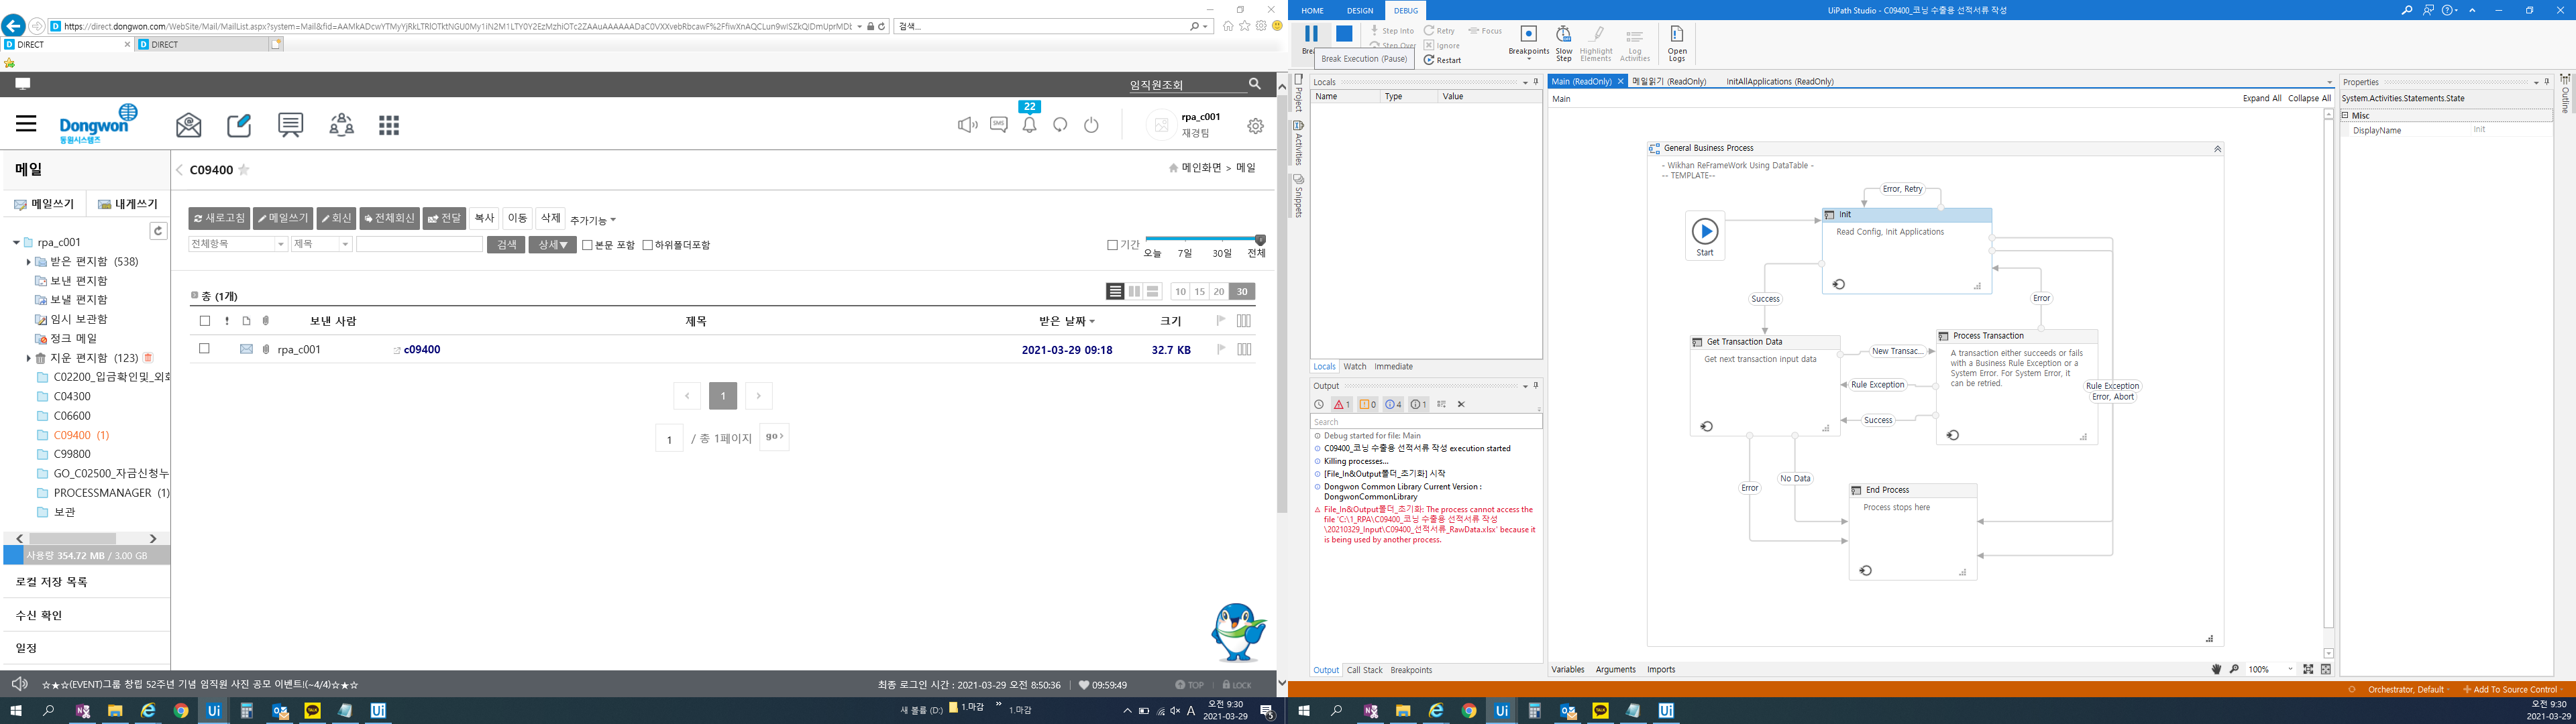 https://direct.dongwon.com/WebSite/Mail/MailList.aspx?system=Mail&fid=
검색...
DIRECT
DIRECT
임직원조회
Dongwon
동원시스템즈
22
SMS
rpa_c001
재경팀
메일
C09400
메인화면 > 메일
메일쓰기
내게쓰기
새로고침
메일쓰기
회신
전체회신
전달
복사
이동
삭제
추가기능
전체항목
제목
검색
상세▼
본문 포함
하위폴더포함
기간
오늘
7일
30일
전체
rpa_c001
받은 편지함 (538)
보낸 편지함
보낼 편지함
임시 보관함
정크 메일
지운 편지함 (123)
C02200_입금확인및_외화
C04300
C06600
C09400 (1)
C99800
GO_C02500_자금신청누
PROCESSMANAGER (1)
보관
총 (1개)
10 15 20 30
보낸 사람
제목
받은 날짜
크기
rpa_c001
c09400
2021-03-29 09:18
32.7 KB
1
1 / 총 1페이지 go
사용량 354.72 MB / 3.00 GB
로컬 저장 목록
수신 확인
일정
☆★☆(EVENT)그룹 창립 52주년 기념 임직원 사진 공모 이벤트!(~4/4)☆★☆
최종 로그인 시간 : 2021-03-29 오전 8:50:36
09:59:49
TOP
LOCK
새 볼륨 (D:)
1.마감
1.마감
A
오전 9:30
2021-03-29
5
HOME
DESIGN
DEBUG
UiPath Studio - C09400_코닝 수출용 선적서류 작성
Break
Step Into
Step Over
Retry
Ignore
Restart
Focus
Breakpoints
Slow Step
Highlight Elements
Log Activities
Open Logs
Break Execution (Pause)
Project
Activities
Snippets
Locals
Name
Type
Value
Locals
Watch
Immediate
Output
1
0
4
1
Search
Debug started for file: Main
C09400_코닝 수출용 선적서류 작성 execution started
Killing processes...
[File_In&Output폴더_초기화] 시작
Dongwon Common Library Current Version :
DongwonCommonLibrary
File_In&Output폴더_초기화: The process cannot access the
file 'C:\1_RPA\C09400_코닝 수출용 선적서류 작성
\20210329_Input\C09400_선적서류_RawData.xlsx' because it
is being used by another process.
Output
Call Stack
Breakpoints
Main (ReadOnly)
메일읽기 (ReadOnly)
InitAllApplications (ReadOnly)
Main
Expand All
Collapse All
General Business Process
- Wikhan ReFrameWork Using DataTable -
-- TEMPLATE--
Start
Error, Retry
Init
Read Config, Init Applications
Success
Error
Get Transaction Data
Get next transaction input data
New Transac...
Rule Exception
Success
Process Transaction
A transaction either succeeds or fails
with a Business Rule Exception or a
System Error. For System Error, it
can be retried.
Rule Exception
Error, Abort
Error
No Data
End Process
Process stops here
Variables
Arguments
Imports
100%
Properties
System.Activities.Statements.State
Misc
DisplayName
Init
Outline
Orchestrator, Default
Add To Source Control
오전 9:30
2021-03-29